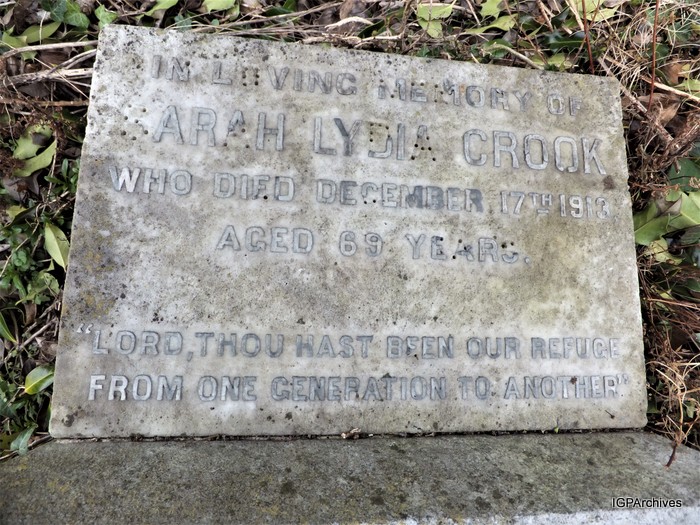 IN LOVING MEMORY OF
ARAH LYDIA CROOK
WHO DIED DECEMBER 17TH 1913
AGED 69 YEARS.
"LORD, THOU HAST BEEN OUR REFUGE
FROM ONE GENERATION TO ANOTHER"
IGPArchives